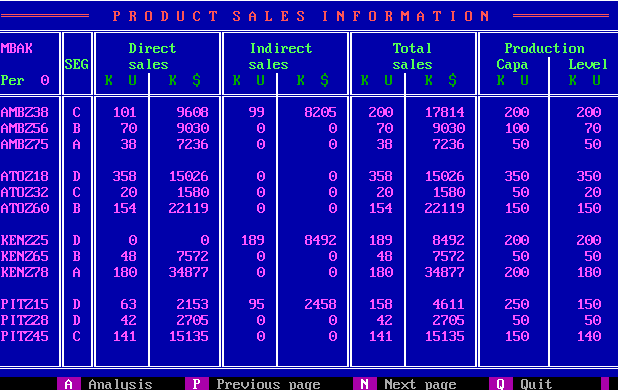 PRODUCT SALES INFORMATION
MBAK SEG Direct Indirect Total Production
sales sales sales Capa Level
Per 0 K U K $ K U K $ K U K $ K U K U
AMBZ38 C 101 9608 99 8205 200 17814 200 200
AMBZ56 B 70 9030 0 0 70 9030 100 70
AMBZ75 A 38 7236 0 0 38 7236 50 50
ATOZ18 D 358 15026 0 0 358 15026 350 350
ATOZ32 C 20 1580 0 0 20 1580 50 20
ATOZ60 B 154 22119 0 0 154 22119 150 150
KENZ25 D 0 0 189 8492 189 8492 200 200
KENZ65 B 48 7572 0 0 48 7572 50 50
KENZ78 A 180 34877 0 0 180 34877 200 180
PITZ15 D 63 2153 95 2458 158 4611 250 150
PITZ28 D 42 2705 0 0 42 2705 50 50
PITZ45 C 141 15135 0 0 141 15135 150 140
A Analysis P Previous page N Next page Q Quit